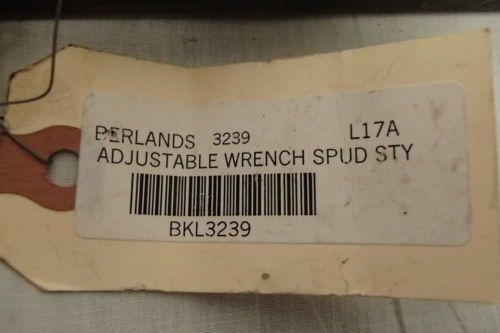 BERLANDS 3239 L17A
ADJUSTABLE WRENCH SPUD STY
BKL3239